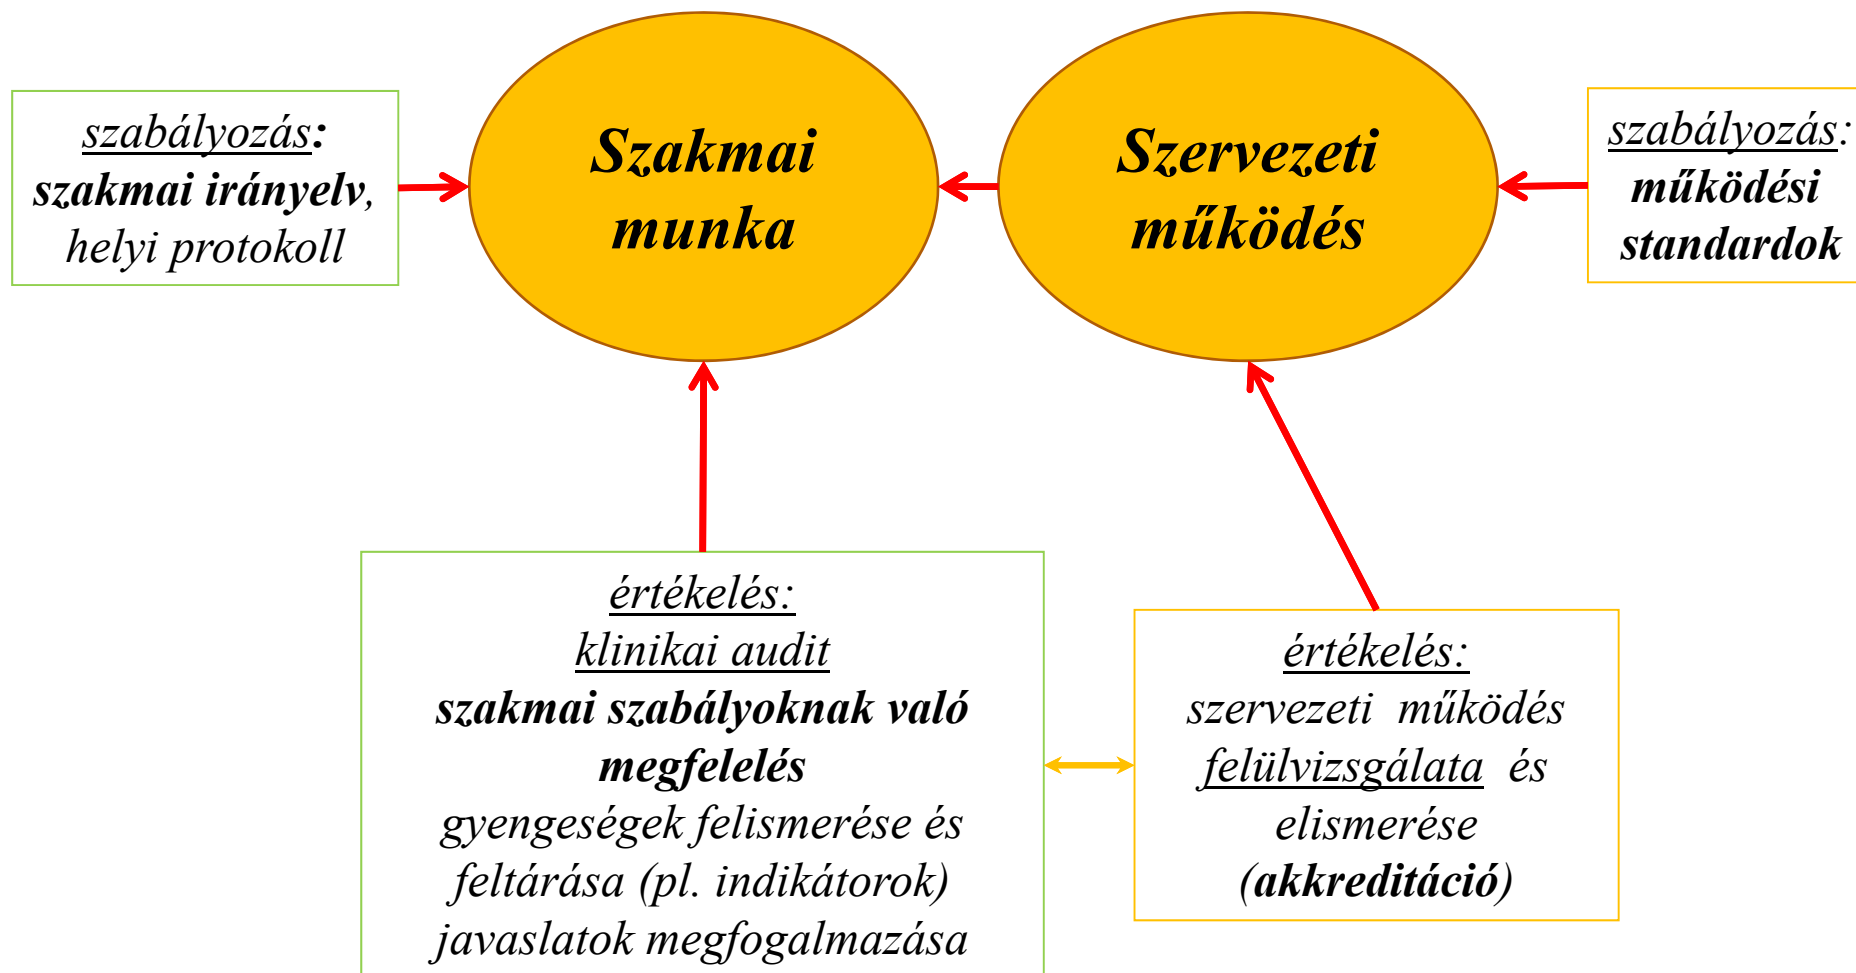 szabályozás:
szakmai irányelv,
helyi protokoll
Szakmai
munka
Szervezeti
működés
szabályozás:
működési
standardok
értékelés:
klinikai audit
szakmai szabályoknak való
megfelelés
gyengeségek felismerése és
feltárása (pl. indikátorok)
javaslatok megfogalmazása
értékelés:
szervezeti működés
felülvizsgálata és
elismerése
(akkreditáció)